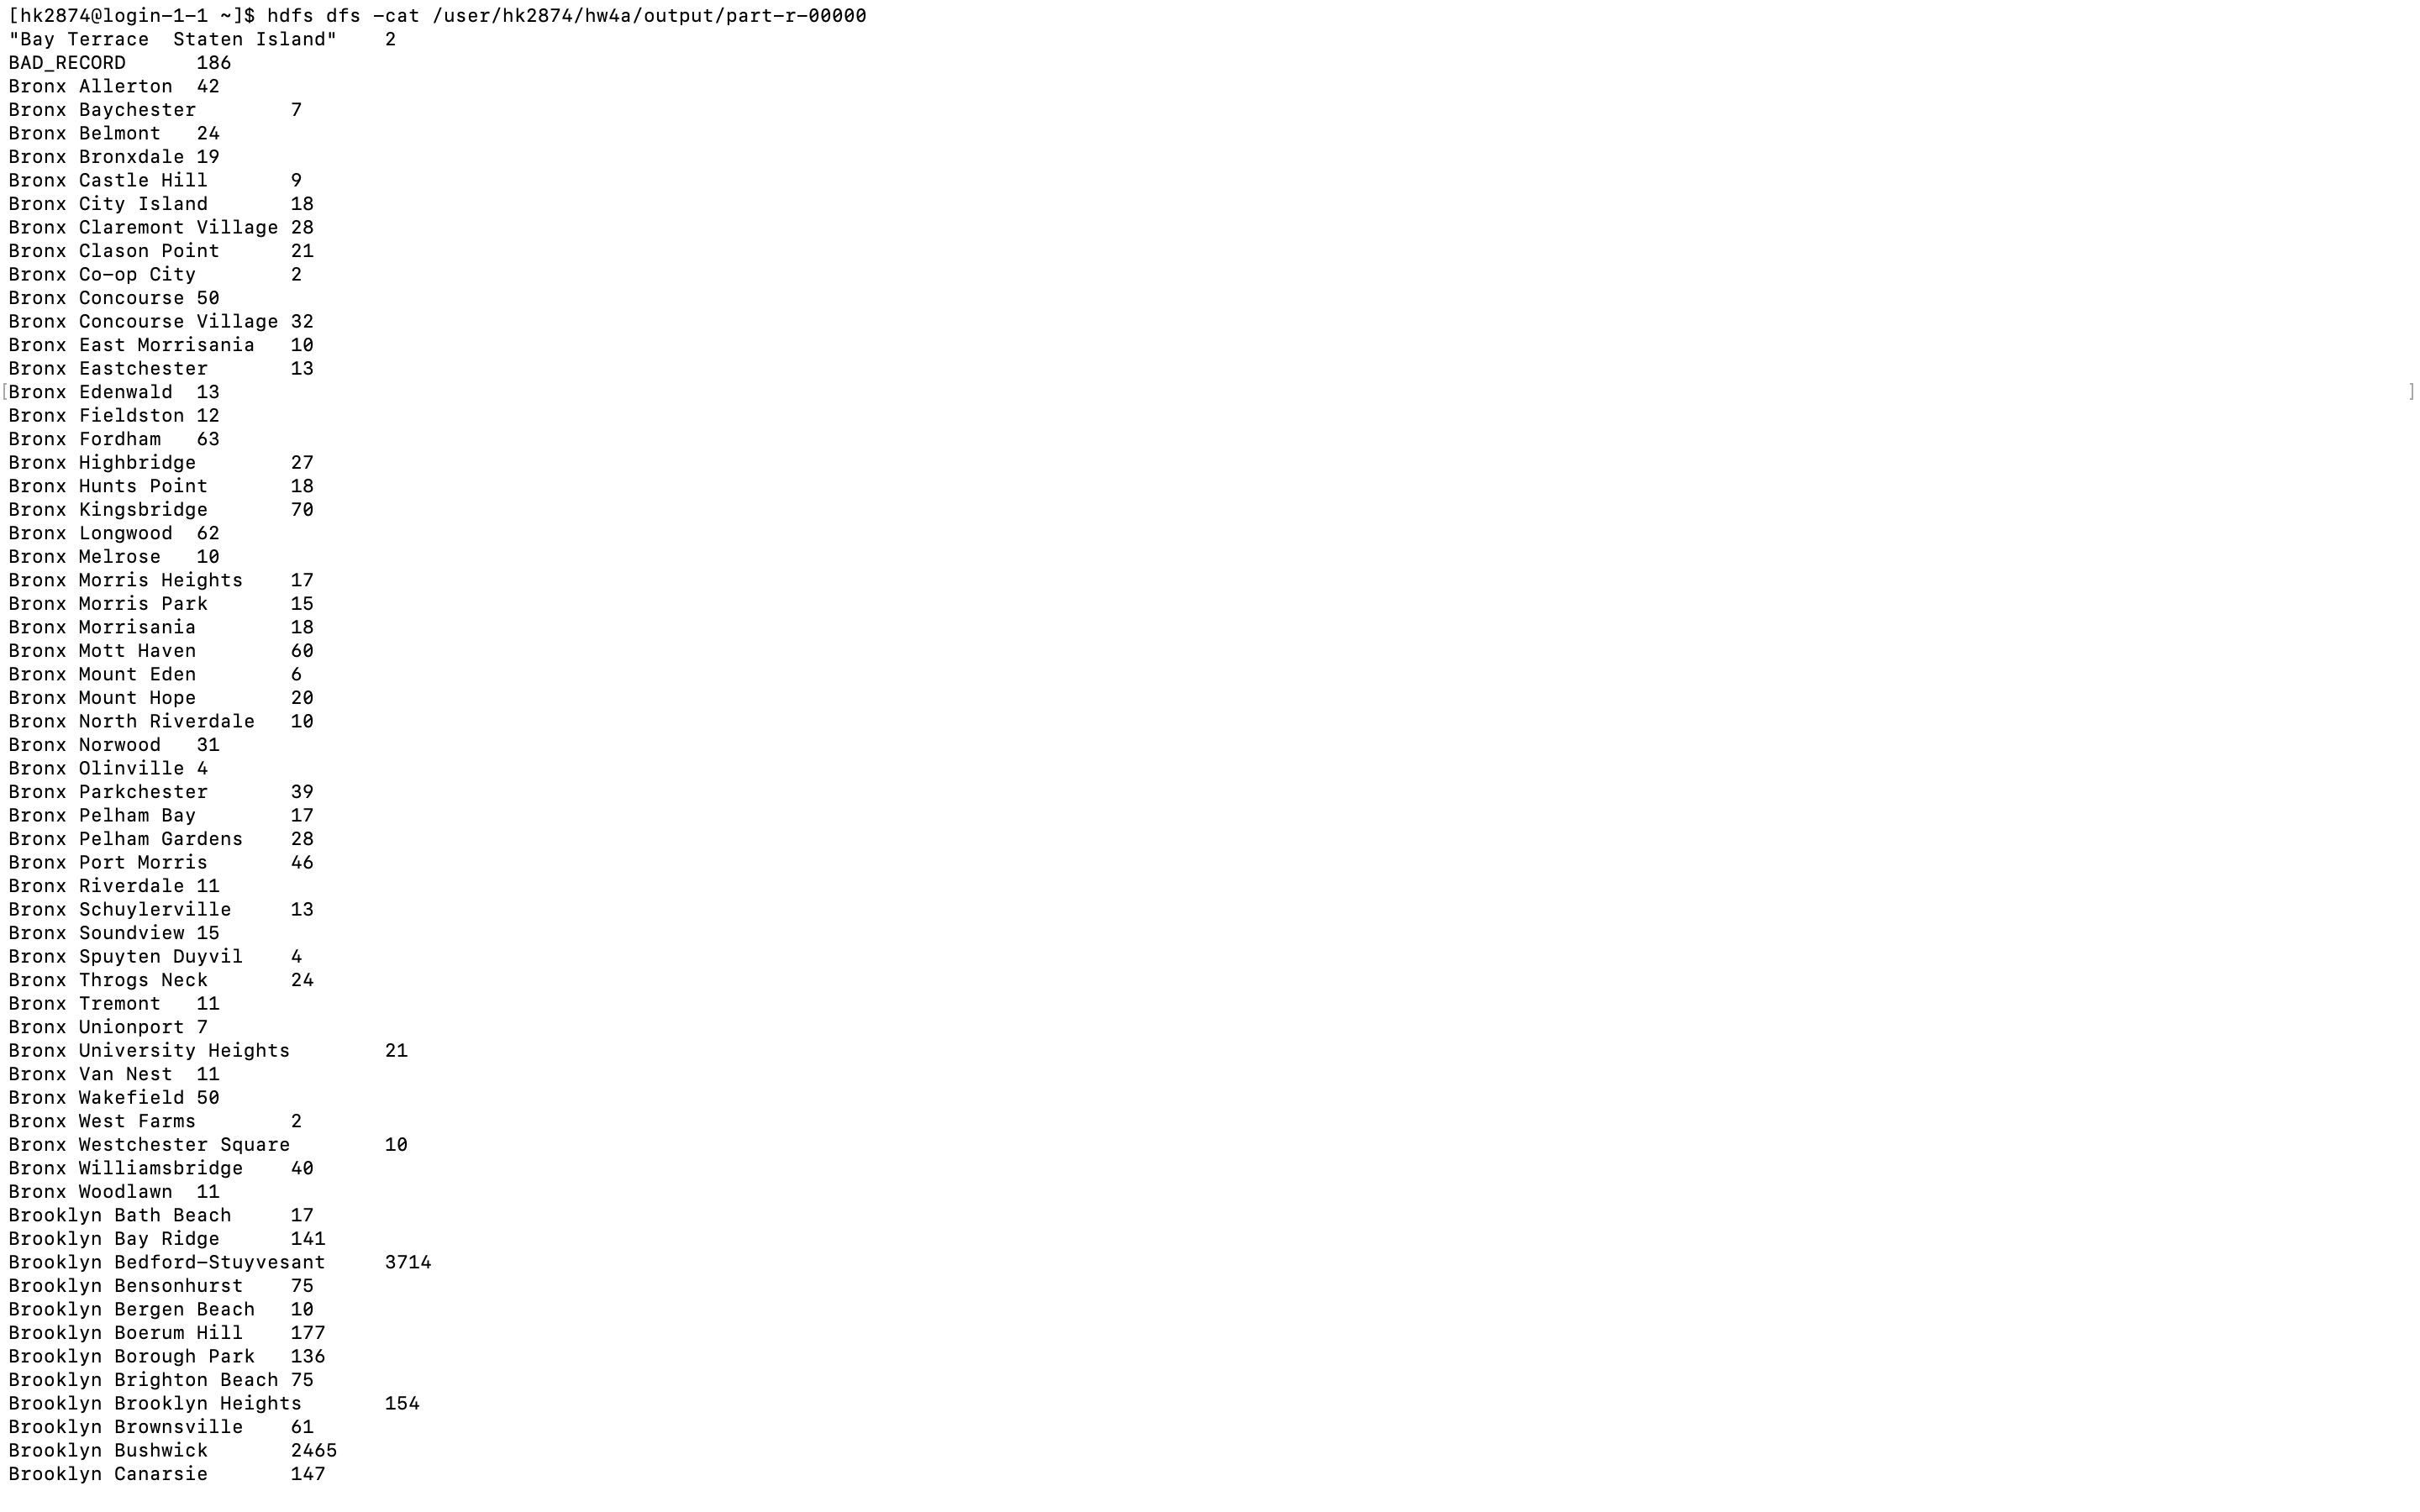 [hk2874@login-1-1 ~]$ hdfs dfs -cat /user/hk2874/hw4a/output/part-r-00000
"Bay Terrace  Staten Island"    2
BAD_RECORD      186
Bronx Allerton  42
Bronx Baychester        7
Bronx Belmont   24
Bronx Bronxdale 19
Bronx Castle Hill       9
Bronx City Island       18
Bronx Claremont Village 28
Bronx Clason Point      21
Bronx Co-op City        2
Bronx Concourse 50
Bronx Concourse Village 32
Bronx East Morrisania   10
Bronx Eastchester       13
[Bronx Edenwald  13 ]
Bronx Fieldston 12
Bronx Fordham   63
Bronx Highbridge        27
Bronx Hunts Point       18
Bronx Kingsbridge       70
Bronx Longwood  62
Bronx Melrose   10
Bronx Morris Heights    17
Bronx Morris Park       15
Bronx Morrisania        18
Bronx Mott Haven        60
Bronx Mount Eden        6
Bronx Mount Hope        20
Bronx North Riverdale   10
Bronx Norwood   31
Bronx Olinville 4
Bronx Parkchester       39
Bronx Pelham Bay        17
Bronx Pelham Gardens    28
Bronx Port Morris       46
Bronx Riverdale 11
Bronx Schuylerville     13
Bronx Soundview 15
Bronx Spuyten Duyvil    4
Bronx Throgs Neck       24
Bronx Tremont   11
Bronx Unionport 7
Bronx University Heights        21
Bronx Van Nest  11
Bronx Wakefield 50
Bronx West Farms        2
Bronx Westchester Square        10
Bronx Williamsbridge    40
Bronx Woodlawn  11
Brooklyn Bath Beach     17
Brooklyn Bay Ridge      141
Brooklyn Bedford-Stuyvesant     3714
Brooklyn Bensonhurst    75
Brooklyn Bergen Beach   10
Brooklyn Boerum Hill    177
Brooklyn Borough Park   136
Brooklyn Brighton Beach 75
Brooklyn Brooklyn Heights       154
Brooklyn Brownsville    61
Brooklyn Bushwick       2465
Brooklyn Canarsie       147